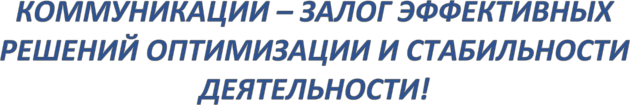 КОММУНИКАЦИИ – ЗАЛОГ ЭФФЕКТИВНЫХ
РЕШЕНИЙ ОПТИМИЗАЦИИ И СТАБИЛЬНОСТИ
ДЕЯТЕЛЬНОСТИ!